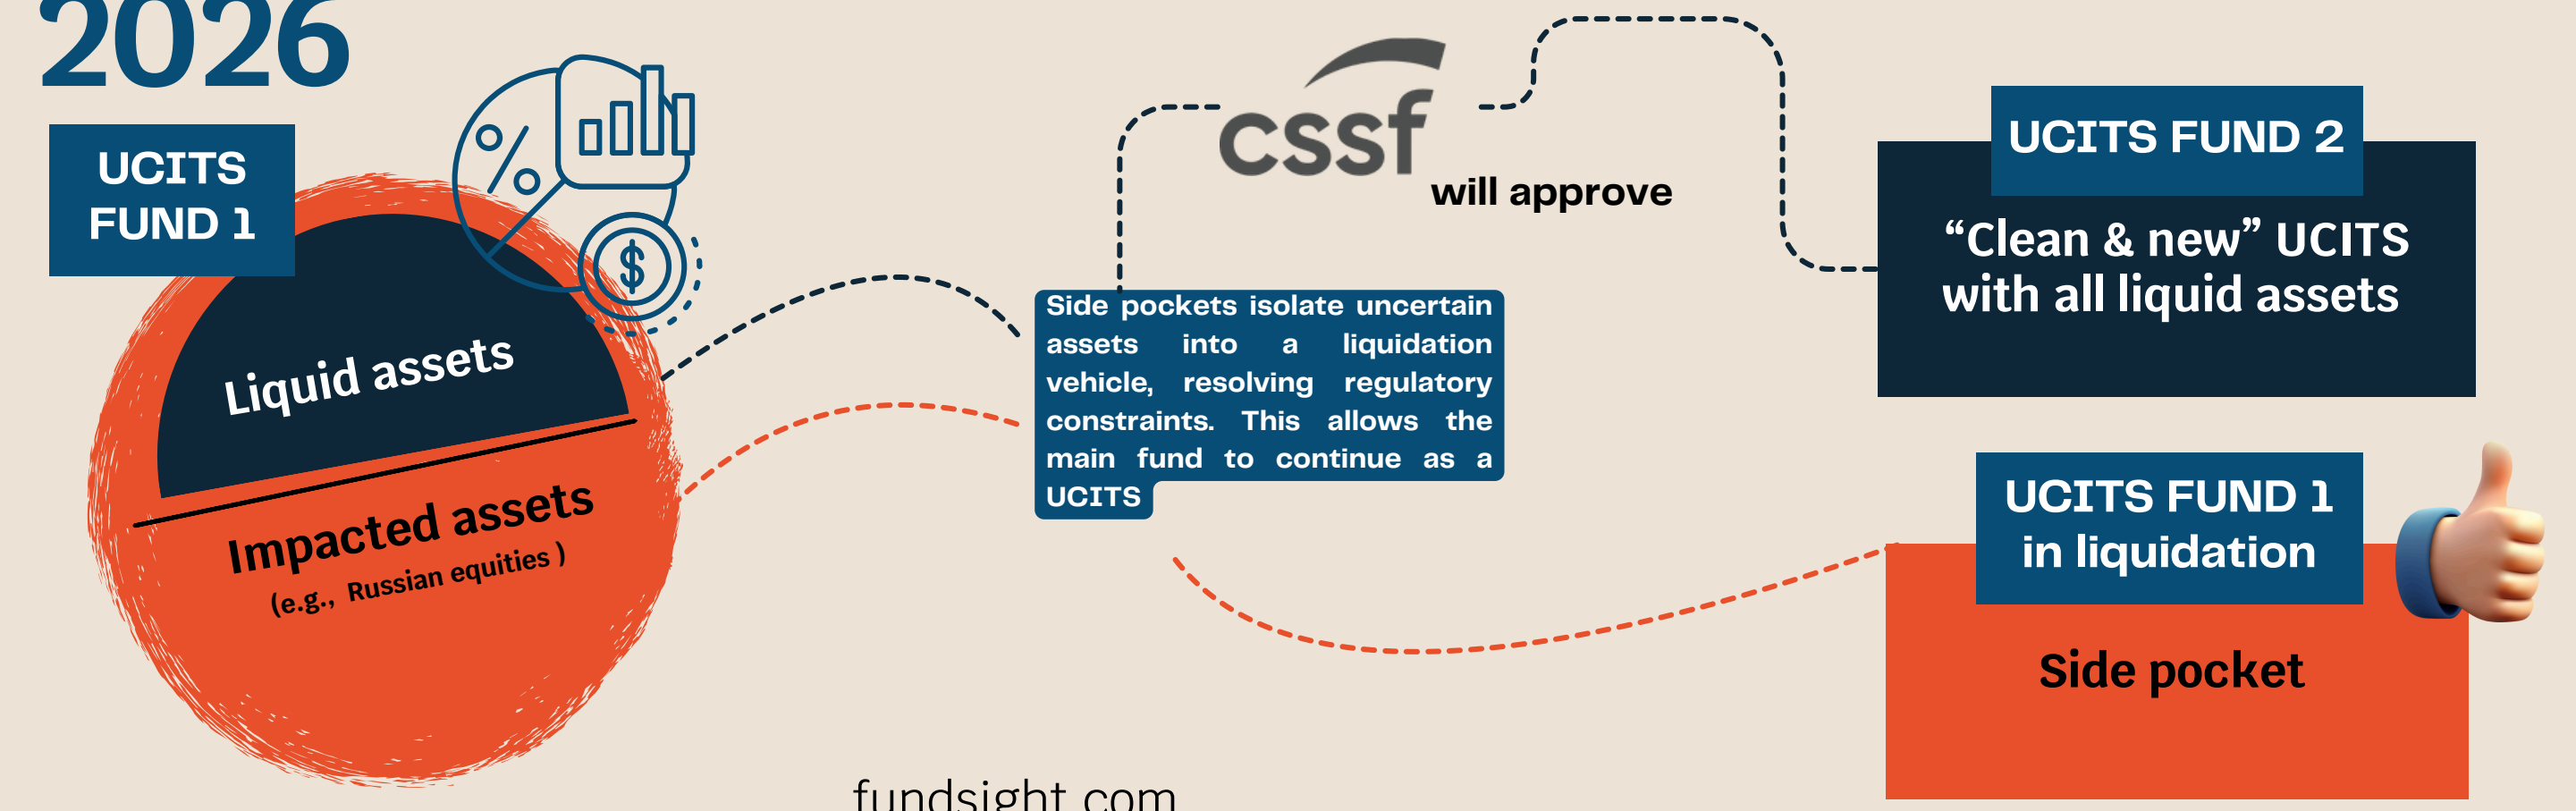 2026
UCITS
FUND 1
Liquid assets
Impacted assets
(e.g., Russian equities )
%
$
cssf
will approve
Side pockets isolate uncertain
assets into a liquidation
vehicle, resolving regulatory
constraints. This allows the
main fund to continue as a
UCITS
UCITS FUND 2
“Clean & new” UCITS
with all liquid assets
UCITS FUND 1
in liquidation
Side pocket
fundsight.com